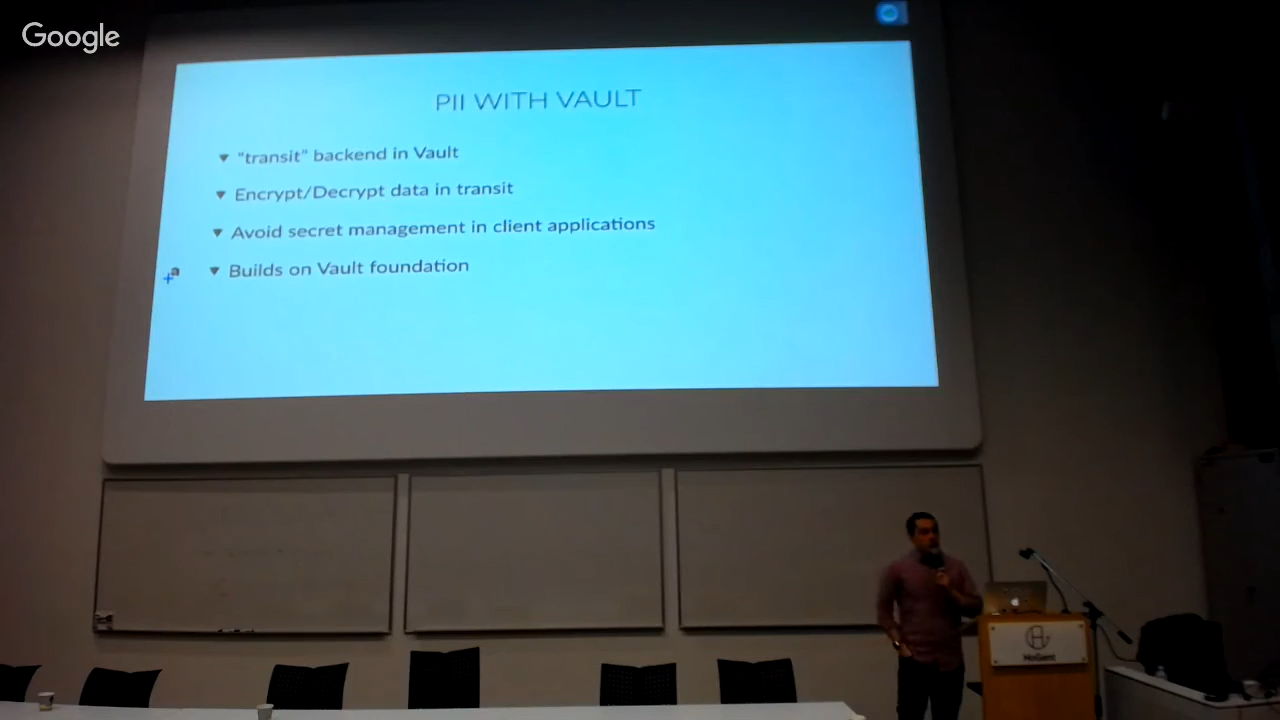 Google
PII WITH VAULT
"transit" backend in Vault
Encrypt/Decrypt data in transit
Avoid secret management in client applications
Builds on Vault foundation
a
HoGent